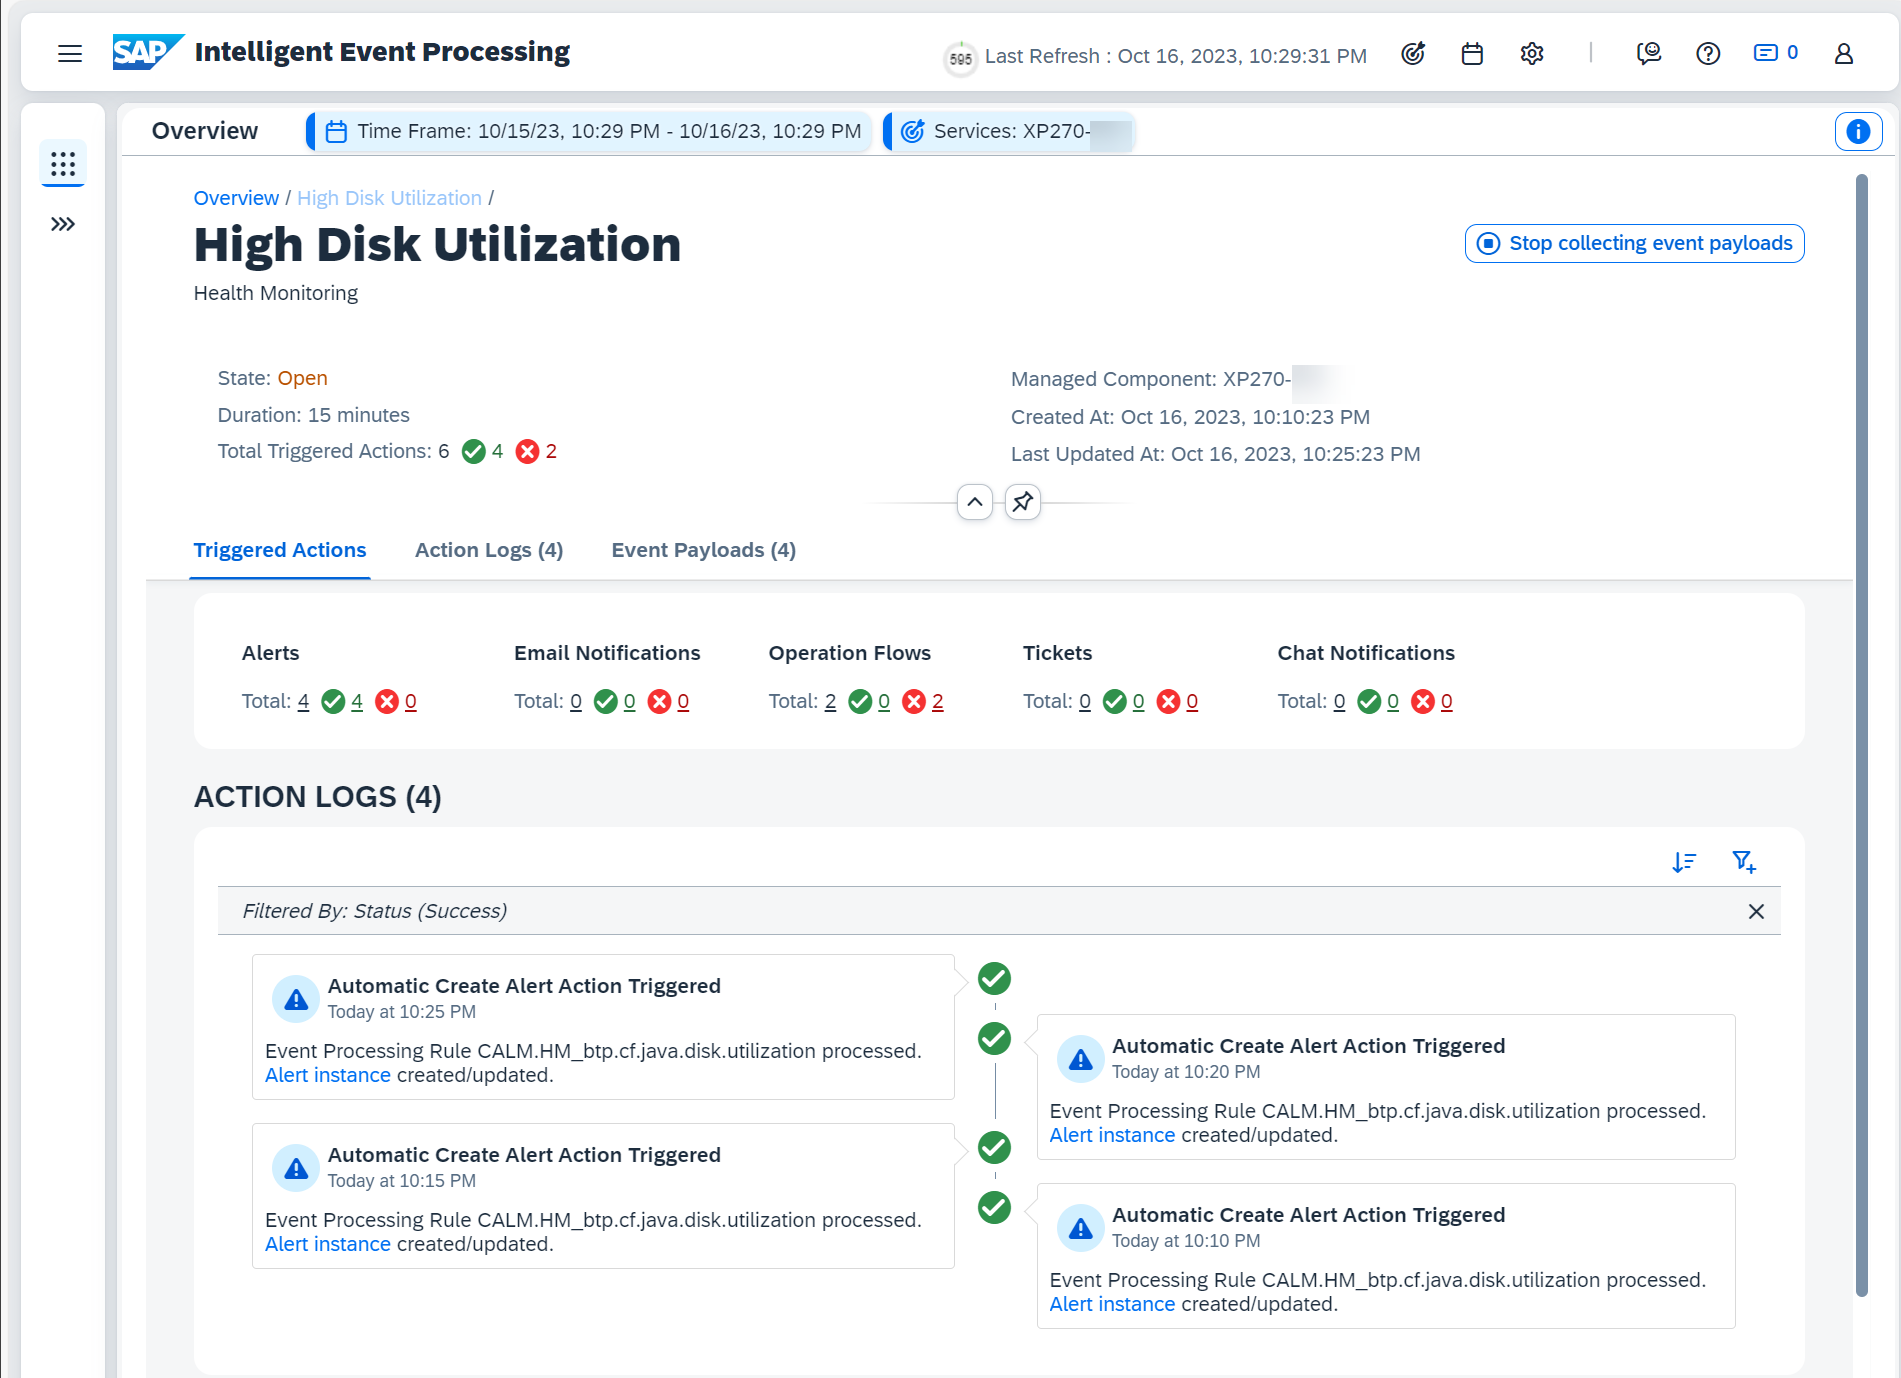 SAP Intelligent Event Processing
595 Last Refresh : Oct 16, 2023, 10:29:31 PM
0
Overview
Time Frame: 10/15/23, 10:29 PM - 10/16/23, 10:29 PM
Services: XP270-
Overview / High Disk Utilization /
High Disk Utilization
Stop collecting event payloads
Health Monitoring
State: Open
Duration: 15 minutes
Total Triggered Actions: 6 4 2
Managed Component: XP270-
Created At: Oct 16, 2023, 10:10:23 PM
Last Updated At: Oct 16, 2023, 10:25:23 PM
Triggered Actions Action Logs (4) Event Payloads (4)
Alerts
Total: 4 4 0
Email Notifications
Total: 0 0 0
Operation Flows
Total: 2 0 2
Tickets
Total: 0 0 0
Chat Notifications
Total: 0 0 0
ACTION LOGS (4)
Filtered By: Status (Success)
Automatic Create Alert Action Triggered
Today at 10:25 PM
Event Processing Rule CALM.HM_btp.cf.java.disk.utilization processed.
Alert instance created/updated.
Automatic Create Alert Action Triggered
Today at 10:20 PM
Event Processing Rule CALM.HM_btp.cf.java.disk.utilization processed.
Alert instance created/updated.
Automatic Create Alert Action Triggered
Today at 10:15 PM
Event Processing Rule CALM.HM_btp.cf.java.disk.utilization processed.
Alert instance created/updated.
Automatic Create Alert Action Triggered
Today at 10:10 PM
Event Processing Rule CALM.HM_btp.cf.java.disk.utilization processed.
Alert instance created/updated.